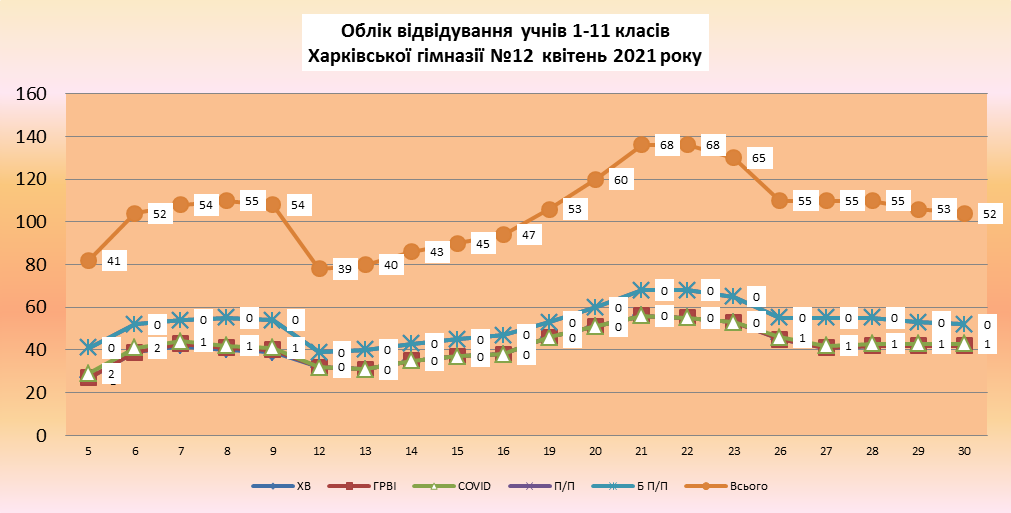 Облік відвідування учнів 1-11 класів
Харківської гімназії №12 квітень 2021 року
160
140
120
100
80
60
40
20
0
41 52 54 55 54 39 40 43 45 47 53 60 68 68 65 55 55 55 53 52
0 0 0 0 0 0 0 0 0 0 0 0 0 0 0 0 0 0 0 0
2 2 1 1 1 0 0 0 0 0 0 0 0 0 0 1 1 1 1 1
5 6 7 8 9 12 13 14 15 16 19 20 21 22 23 26 27 28 29 30
ХВ ГРВІ COVID П/П Б П/П Всього